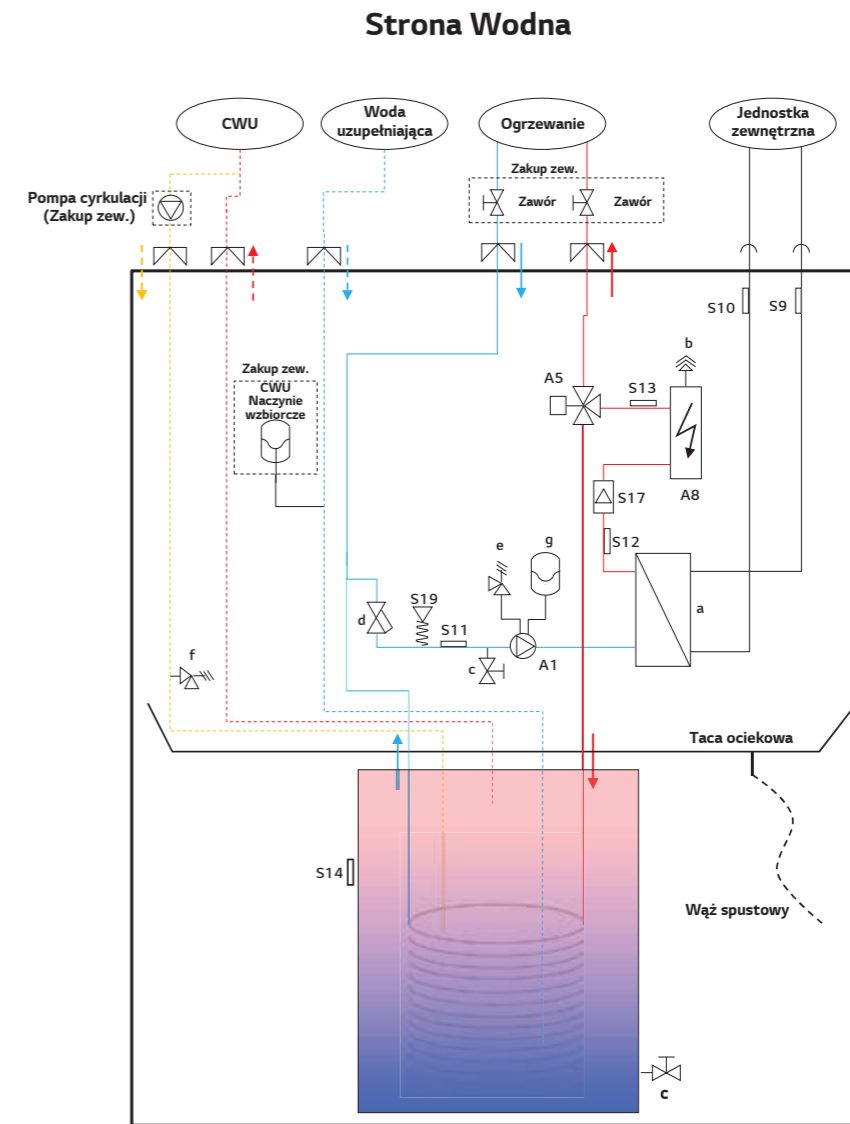 Strona Wodna
CWU
Woda
uzupełniająca
Ogrzewanie
Jednostka
zewnętrzna
Zakup zew.
Zawór
Zawór
Pompa cyrkulacji
(Zakup zew.)
S10
S9
Zakup zew.
CWU
Naczynie
wzbiorcze
A5
S13
b
A8
S17
S12
e
g
a
S19
d
S11
c
A1
f
Taca ociekowa
S14
Wąż spustowy
c